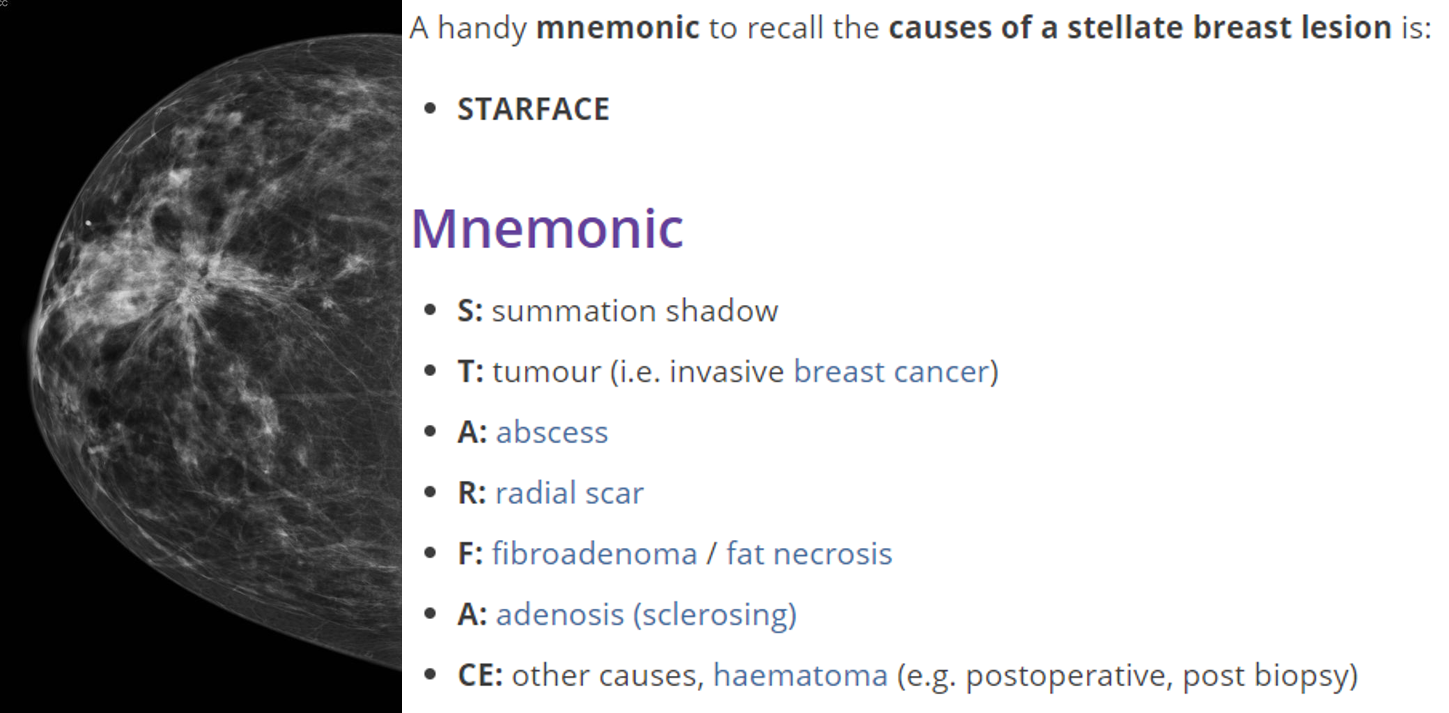 A handy mnemonic to recall the causes of a stellate breast lesion is:
• STARFACE
Mnemonic
• S: summation shadow
• T: tumour (i.e. invasive breast cancer)
• A: abscess
• R: radial scar
• F: fibroadenoma / fat necrosis
• A: adenosis (sclerosing)
• CE: other causes, haematoma (e.g. postoperative, post biopsy)